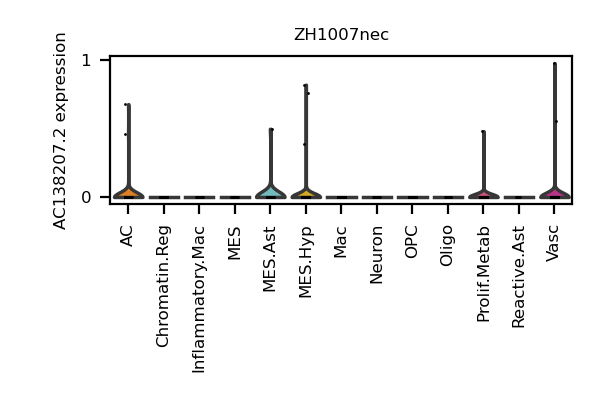 ZH1007nec
AC138207.2 expression
1
0
AC
Chromatin.Reg
Inflammatory.Mac
MES
MES.Ast
MES.Hyp
Mac
Neuron
OPC
Oligo
Prolif.Metab
Reactive.Ast
Vasc